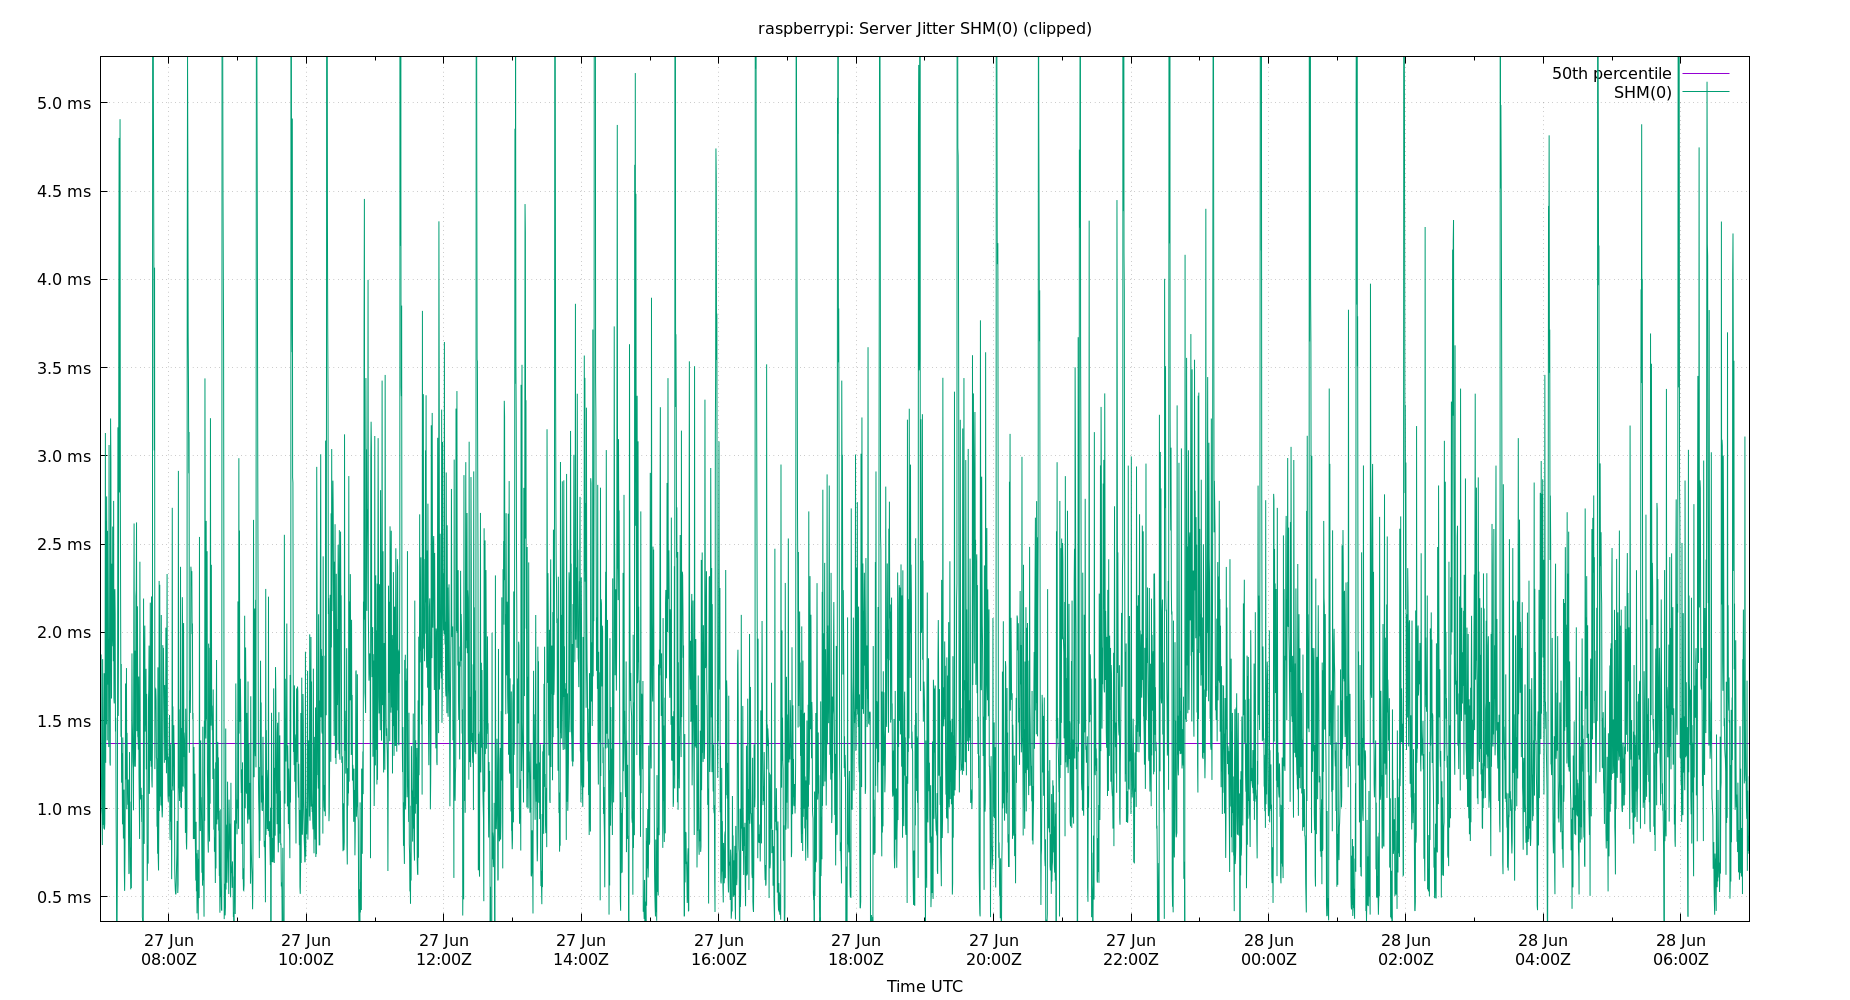 raspberrypi: Server Jitter SHM(0) (clipped)
50th percentile
SHM(0)
5.0 ms
4.5 ms
4.0 ms
3.5 ms
3.0 ms
2.5 ms
2.0 ms
1.5 ms
1.0 ms
0.5 ms
27 Jun 27 Jun 27 Jun 27 Jun 27 Jun 27 Jun 27 Jun 27 Jun 28 Jun 28 Jun 28 Jun 28 Jun
08:00Z 10:00Z 12:00Z 14:00Z 16:00Z 18:00Z 20:00Z 22:00Z 00:00Z 02:00Z 04:00Z 06:00Z
Time UTC